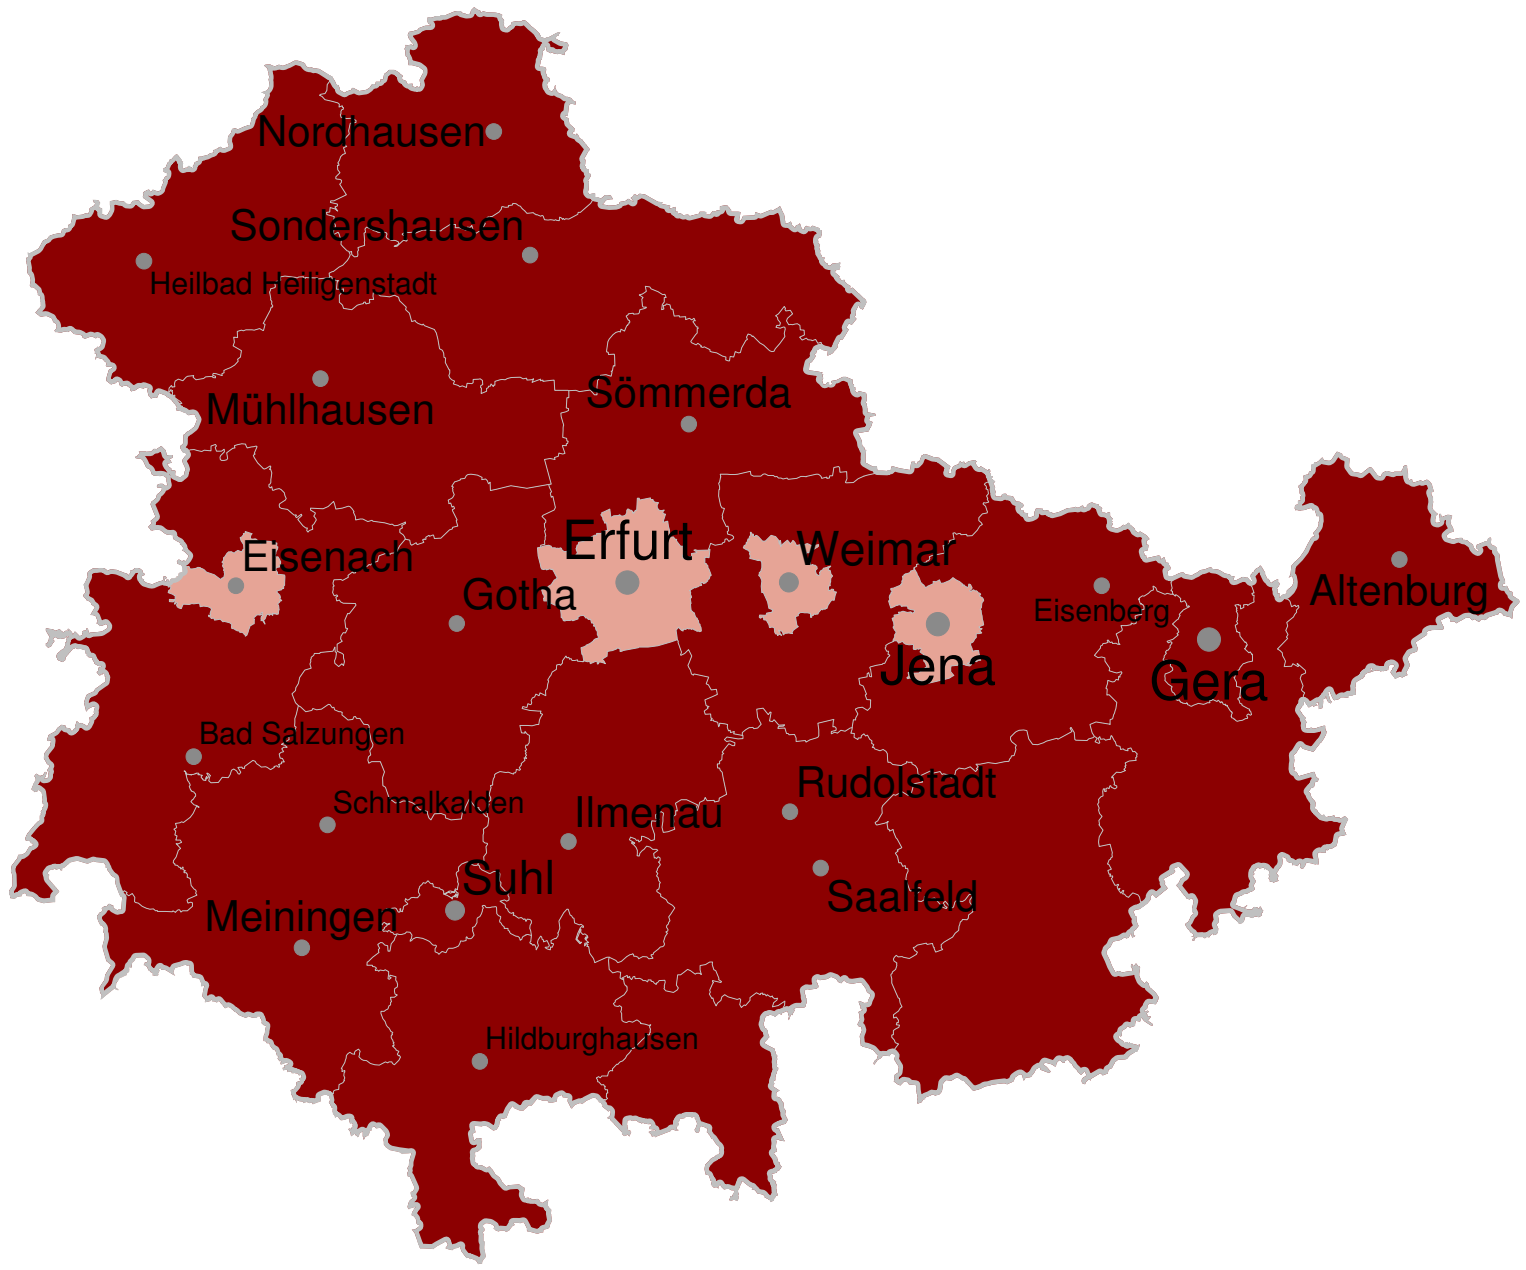 Nordhausen
Sondershausen
Heilbad Heiligenstadt
Mühlhausen
Sömmerda
Erfurt
Weimar
Eisenach
Gotha
Altenburg
Eisenberg
Jena
Gera
Bad Salzungen
Rudolstadt
Schmalkalden
Ilmenau
Suhl
Saalfeld
Meiningen
Hildburghausen